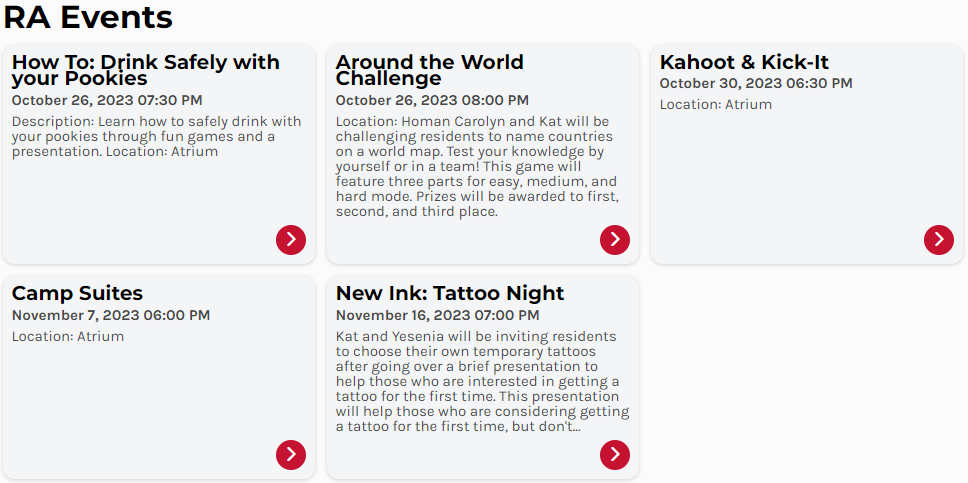 RA Events
How To: Drink Safely with
your Pookies
October 26, 2023 07:30 PM
Description: Learn how to safely drink with
your pookies through fun games and a
presentation. Location: Atrium
Around the World
Challenge
October 26, 2023 08:00 PM
Location: Homan Carolyn and Kat will be
challenging residents to name countries
on a world map. Test your knowledge by
yourself or in a team! This game will
feature three parts for easy, medium, and
hard mode. Prizes will be awarded to first,
second, and third place.
Kahoot & Kick-It
October 30, 2023 06:30 PM
Location: Atrium
Camp Suites
November 7, 2023 06:00 PM
Location: Atrium
New Ink: Tattoo Night
November 16, 2023 07:00 PM
Kat and Yesenia will be inviting residents
to choose their own temporary tattoos
after going over a brief presentation to
help those who are interested in getting a
tattoo for the first time. This presentation
will help those who are considering getting
a tattoo for the first time, but don't...